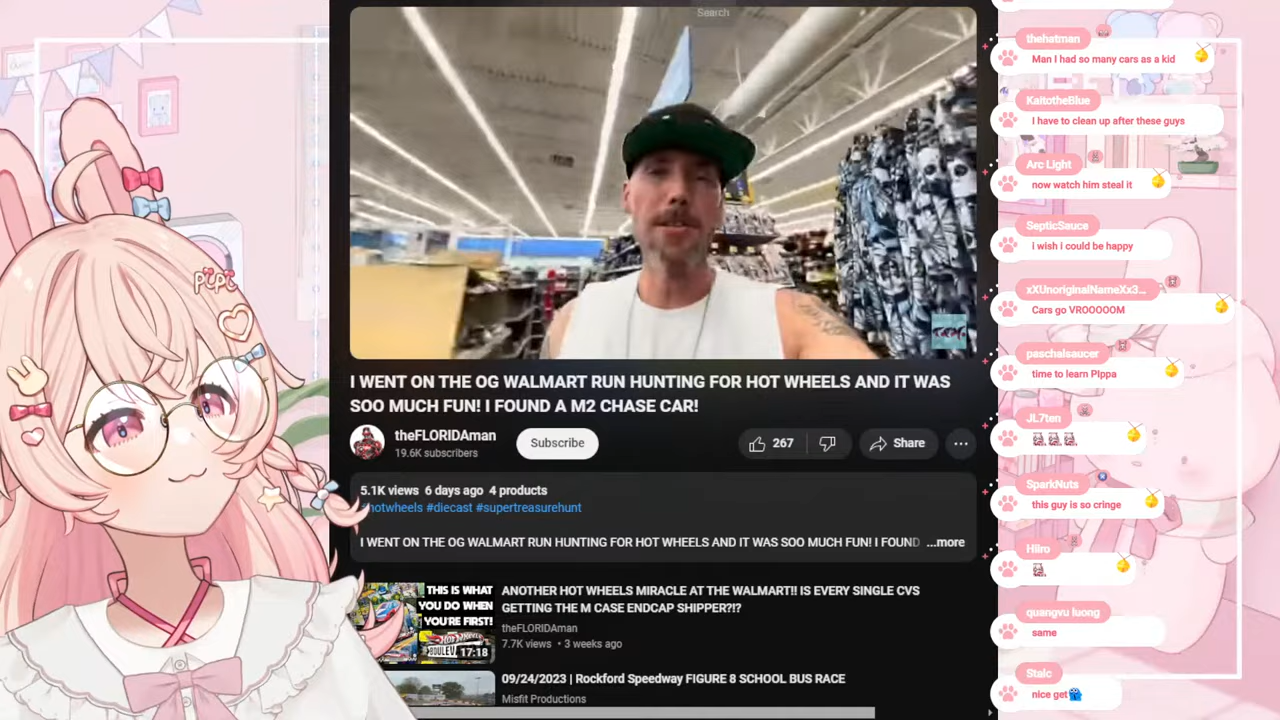 Search
pipi
I WENT ON THE OG WALMART RUN HUNTING FOR HOT WHEELS AND IT WAS
SOO MUCH FUN! I FOUND A M2 CHASE CAR!
theFLORIDAman
19.6K subscribers
Subscribe
267
Share
5.1K views 6 days ago 4 products
hotwheels #diecast #supertreasurehunt
I WENT ON THE OG WALMART RUN HUNTING FOR HOT WHEELS AND IT WAS SOO MUCH FUN! I FOUND ...more
THIS IS WHAT
YOU DO WHEN
YOU'RE FIRST!
17:18
ANOTHER HOT WHEELS MIRACLE AT THE WALMART!! IS EVERY SINGLE CVS
GETTING THE M CASE ENDCAP SHIPPER?!?
theFLORIDAman
7.7K views • 3 weeks ago
09/24/2023 | Rockford Speedway FIGURE 8 SCHOOL BUS RACE
Misfit Productions
thehatman
Man I had so many cars as a kid
KaitotheBlue
I have to clean up after these guys
Arc Light
now watch him steal it
SepticSauce
i wish i could be happy
xXUnoriginalNameXx3...
Cars go VROOOOOM
paschalsaucer
time to learn PIppa
JL7ten
SparkNuts
this guy is so cringe
Hiiro
quangvu luong
same
Stalc
nice get